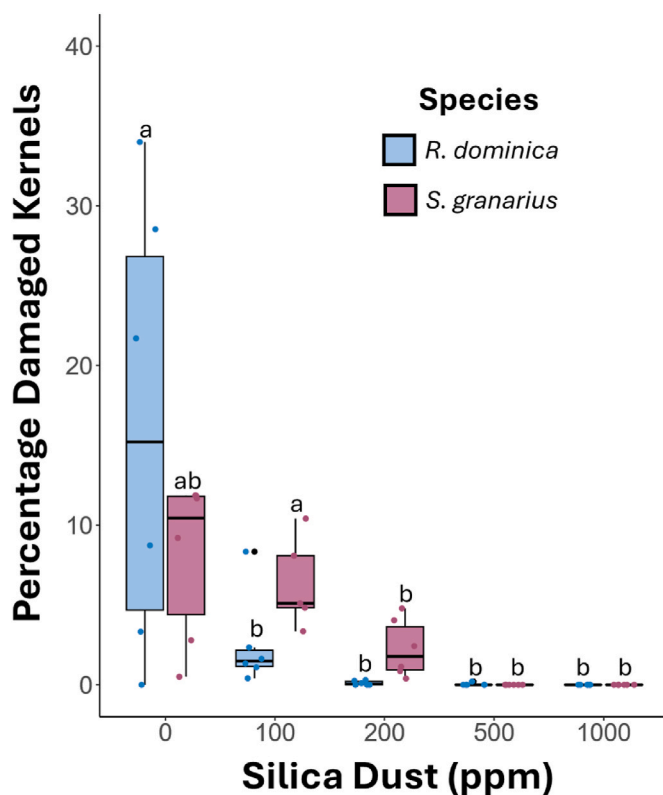 Percentage Damaged Kernels
40
30
20
10
0
Species
R. dominica
S. granarius
a
ab
a
b
b
b
b
b
b
b
0 100 200 500 1000
Silica Dust (ppm)